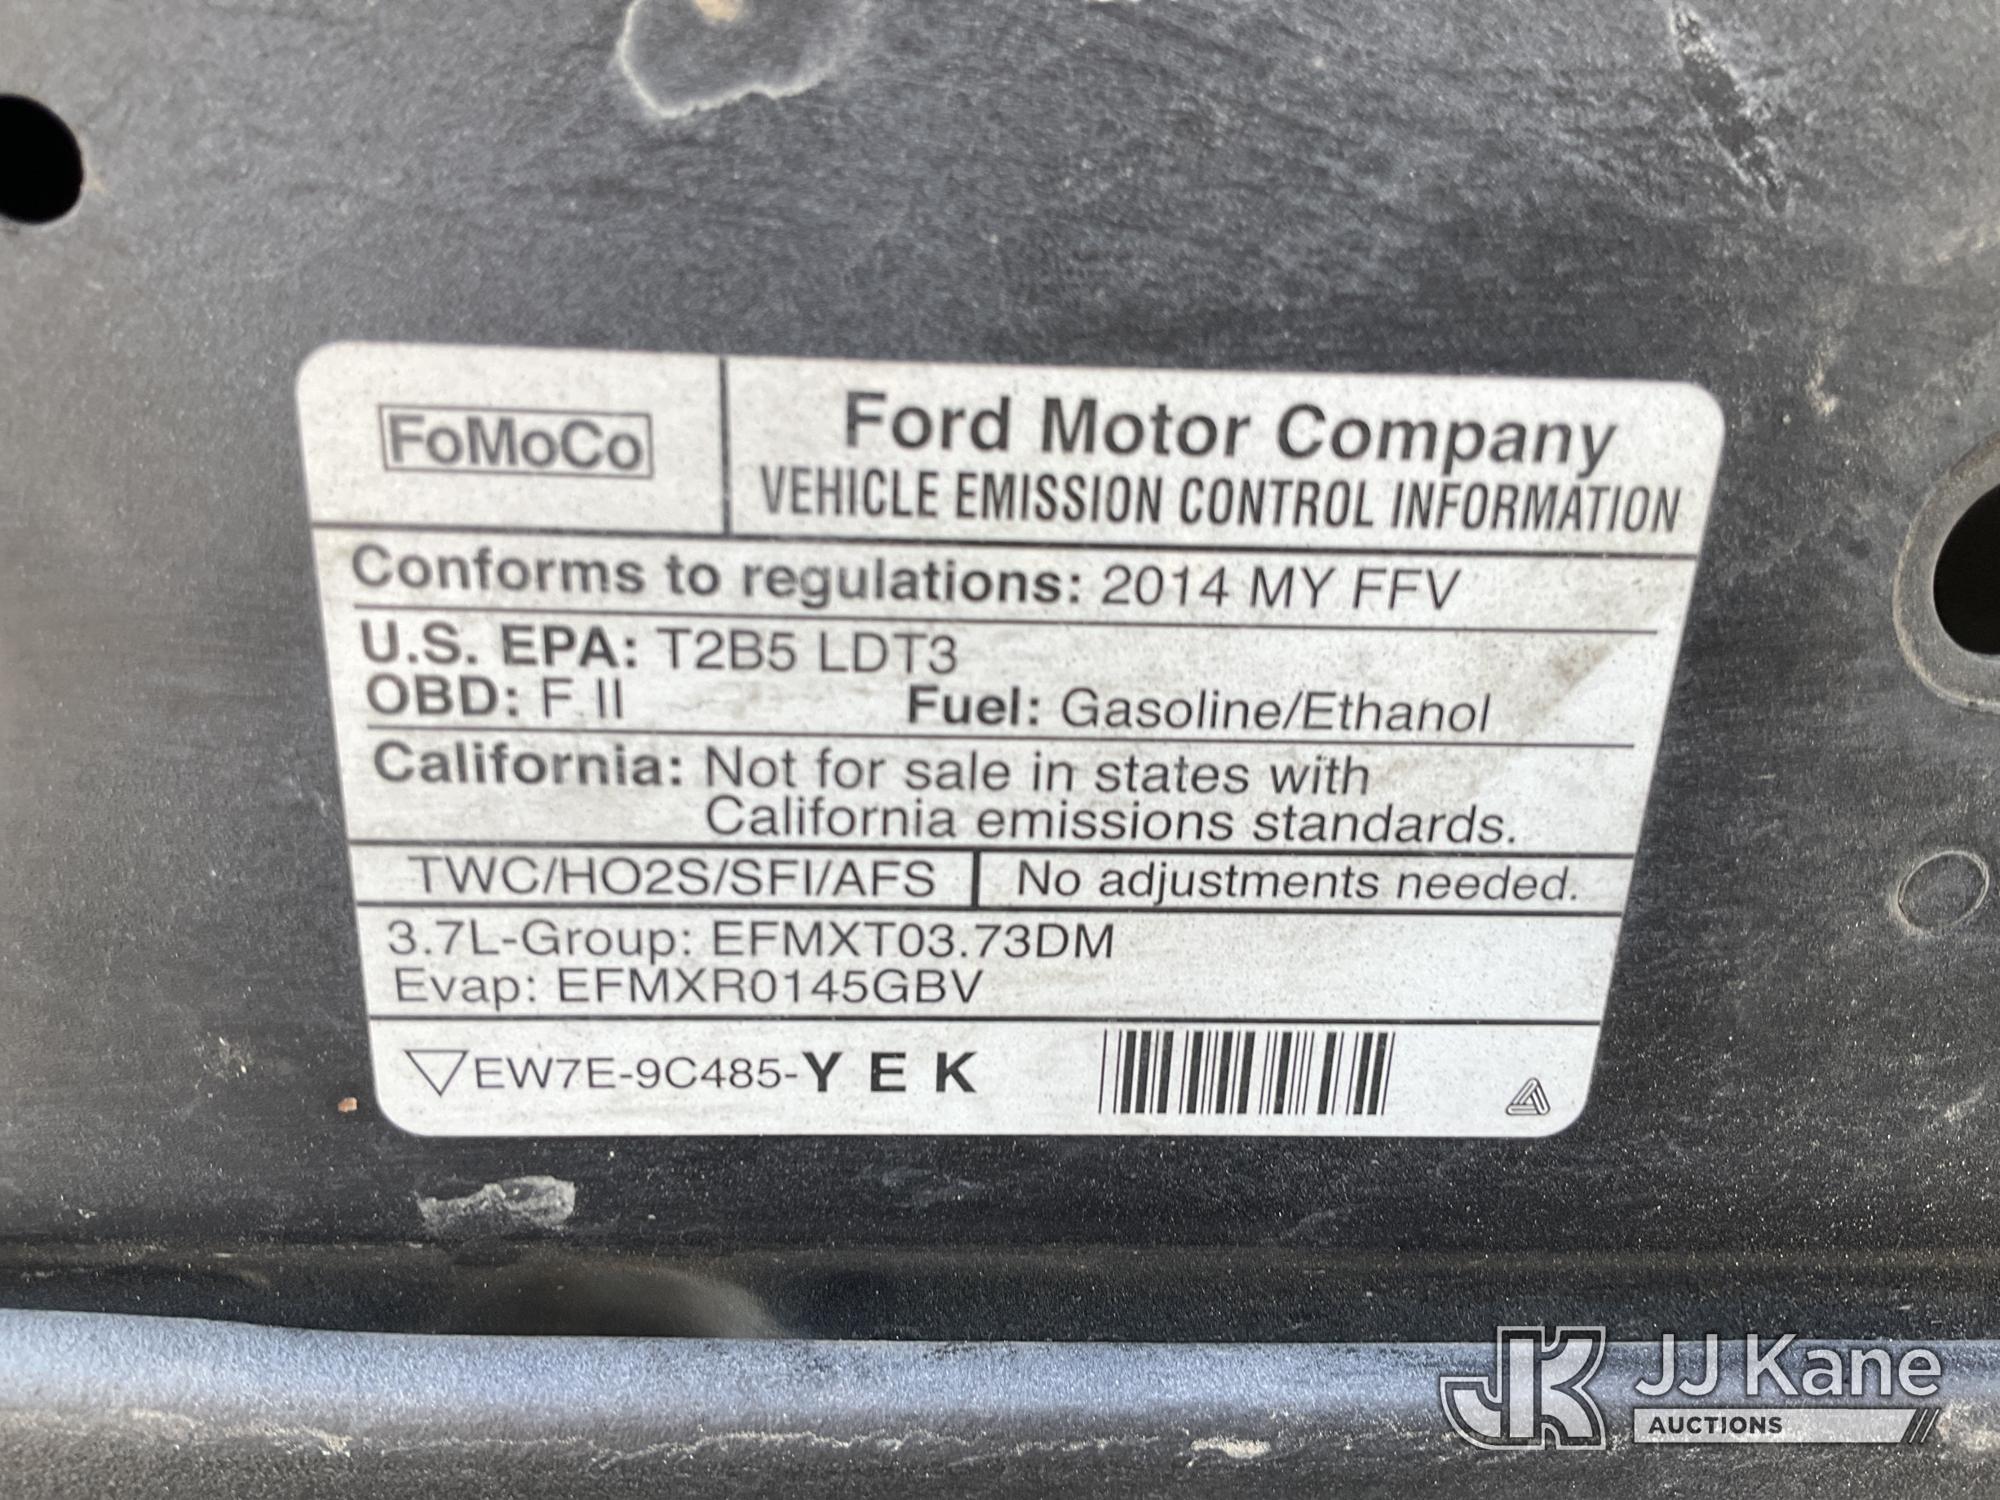 FoMoCo
Ford Motor Company
VEHICLE EMISSION CONTROL INFORMATION
Conforms to regulations: 2014 MY FFV
U.S. EPA: T2B5 LDT3
OBD: F II Fuel: Gasoline/Ethanol
California: Not for sale in states with
California emissions standards.
TWC/HO2S/SFI/AFS No adjustments needed.
3.7L-Group: EFMXT03.73DM
Evap: EFMXR0145GBV
EW7E-9C485-Y E K
JK JJ Kane
AUCTIONS